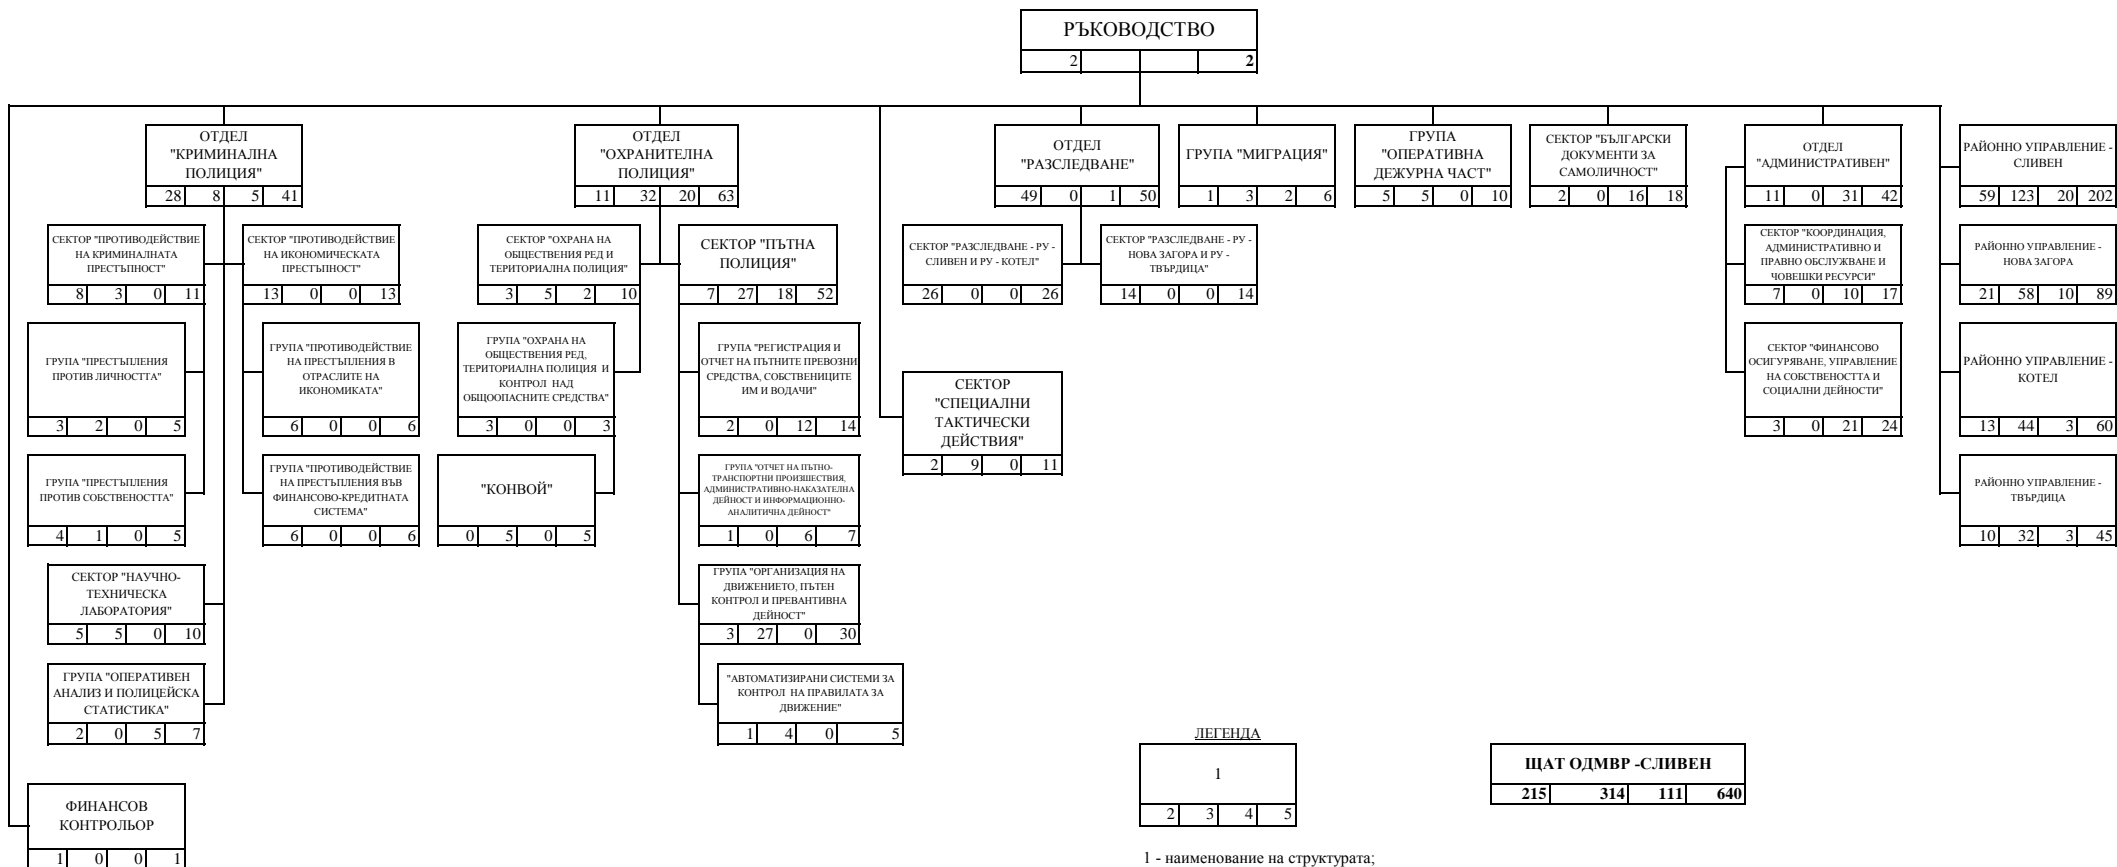 РЪКОВОДСТВО
2 2
ОТДЕЛ
"КРИМИНАЛНА
ПОЛИЦИЯ"
28 8 5 41
СЕКТОР "ПРОТИВОДЕЙСТВИЕ
НА КРИМИНАЛНАТА
ПРЕСТЪПНОСТ"
8 3 0 11
СЕКТОР "ПРОТИВОДЕЙСТВИЕ
НА ИКОНОМИЧЕСКАТА
ПРЕСТЪПНОСТ"
13 0 0 13
ГРУПА "ПРЕСТЪПЛЕНИЯ
ПРОТИВ ЛИЧНОСТТА"
3 2 0 5
ГРУПА "ПРОТИВОДЕЙСТВИЕ
НА ПРЕСТЪПЛЕНИЯ В
ОТРАСЛИТЕ НА
ИКОНОМИКАТА"
6 0 0 6
ГРУПА "ПРЕСТЪПЛЕНИЯ
ПРОТИВ СОБСТВЕНОСТТА"
4 1 0 5
ГРУПА "ПРОТИВОДЕЙСТВИЕ
НА ПРЕСТЪПЛЕНИЯ ВЪВ
ФИНАНСОВО-КРЕДИТНАТА
СИСТЕМА"
6 0 0 6
СЕКТОР "НАУЧНО-
ТЕХНИЧЕСКА
ЛАБОРАТОРИЯ"
5 5 0 10
ГРУПА "ОПЕРАТИВЕН
АНАЛИЗ И ПОЛИЦЕЙСКА
СТАТИСТИКА"
2 0 5 7
ФИНАНСОВ
КОНТРОЛЬОР
1 0 0 1
ОТДЕЛ
"ОХРАНИТЕЛНА
ПОЛИЦИЯ"
11 32 20 63
СЕКТОР "ОХРАНА НА
ОБЩЕСТВЕНИЯ РЕД И
ТЕРИТОРИАЛНА ПОЛИЦИЯ"
3 5 2 10
СЕКТОР "ПЪТНА
ПОЛИЦИЯ"
7 27 18 52
ГРУПА "ОХРАНА НА
ОБЩЕСТВЕНИЯ РЕД,
ТЕРИТОРИАЛНА ПОЛИЦИЯ И
КОНТРОЛ НАД
ОБЩООПАСНИТЕ СРЕДСТВА"
3 0 0 3
ГРУПА "РЕГИСТРАЦИЯ И
ОТЧЕТ НА ПЪТНИТЕ ПРЕВОЗНИ
СРЕДСТВА, СОБСТВЕНИЦИТЕ
ИМ И ВОДАЧИ"
2 0 12 14
"КОНВОЙ"
0 5 0 5
ГРУПА "ОТЧЕТ НА ПЪТНО-
ТРАНСПОРТНИ ПРОИЗШЕСТВИЯ,
АДМИНИСТРАТИВНО-НАКАЗАТЕЛНА
ДЕЙНОСТ И ИНФОРМАЦИОННО-
АНАЛИТИЧНА ДЕЙНОСТ"
1 0 6 7
ГРУПА "ОРГАНИЗАЦИЯ НА
ДВИЖЕНИЕТО, ПЪТЕН
КОНТРОЛ И ПРЕВАНТИВНА
ДЕЙНОСТ"
3 27 0 30
"АВТОМАТИЗИРАНИ СИСТЕМИ ЗА
КОНТРОЛ НА ПРАВИЛАТА ЗА
ДВИЖЕНИЕ"
1 4 0 5
СЕКТОР
"СПЕЦИАЛНИ
ТАКТИЧЕСКИ
ДЕЙСТВИЯ"
2 9 0 11
ОТДЕЛ
"РАЗСЛЕДВАНЕ"
49 0 1 50
СЕКТОР "РАЗСЛЕДВАНЕ - РУ -
СЛИВЕН И РУ - КОТЕЛ"
26 0 0 26
СЕКТОР "РАЗСЛЕДВАНЕ - РУ -
НОВА ЗАГОРА И РУ -
ТВЪРДИЦА"
14 0 0 14
ГРУПА "МИГРАЦИЯ"
1 3 2 6
ГРУПА
"ОПЕРАТИВНА
ДЕЖУРНА ЧАСТ"
5 5 0 10
СЕКТОР "БЪЛГАРСКИ
ДОКУМЕНТИ ЗА
САМОЛИЧНОСТ"
2 0 16 18
ОТДЕЛ
"АДМИНИСТРАТИВЕН"
11 0 31 42
СЕКТОР "КООРДИНАЦИЯ,
АДМИНИСТРАТИВНО И
ПРАВНО ОБСЛУЖВАНЕ И
ЧОВЕШКИ РЕСУРСИ"
7 0 10 17
СЕКТОР "ФИНАНСОВО
ОСИГУРЯВАНЕ, УПРАВЛЕНИЕ
НА СОБСТВЕНОСТТА И
СОЦИАЛНИ ДЕЙНОСТИ"
3 0 21 24
РАЙОННО УПРАВЛЕНИЕ -
СЛИВЕН
59 123 20 202
РАЙОННО УПРАВЛЕНИЕ -
НОВА ЗАГОРА
21 58 10 89
РАЙОННО УПРАВЛЕНИЕ -
КОТЕЛ
13 44 3 60
РАЙОННО УПРАВЛЕНИЕ -
ТВЪРДИЦА
10 32 3 45
ЛЕГЕНДА
1
2 3 4 5
1 - наименование на структурата;
ЩАТ ОДМВР -СЛИВЕН
215 314 111 640